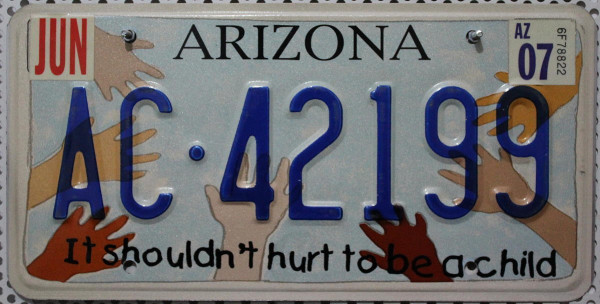 JUN ARIZONA AZ 07 6F78822
AC·42199
It shouldn't hurt to be a child